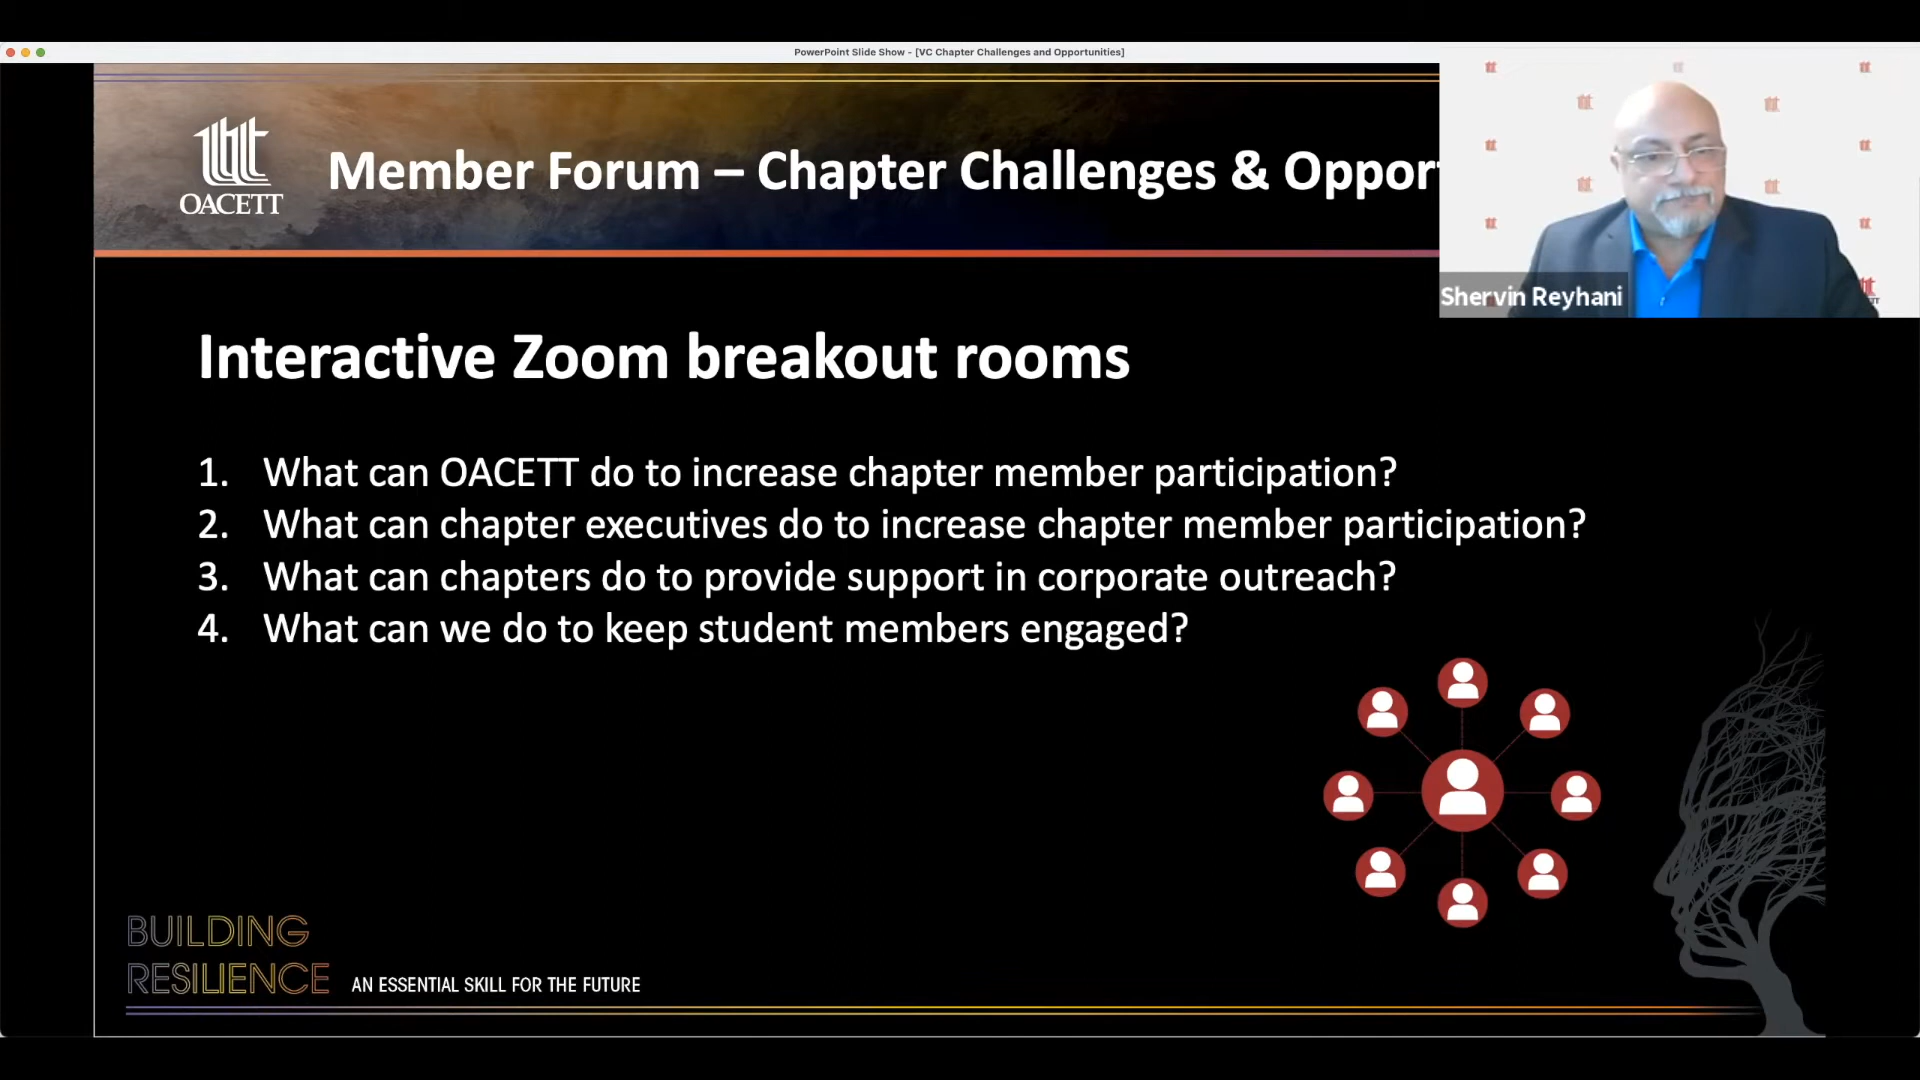 PowerPoint Slide Show - [VC Chapter Challenges and Opportunities]
OACETT
Member Forum – Chapter Challenges & Oppor
Shervin Reyhani
Interactive Zoom breakout rooms
1. What can OACETT do to increase chapter member participation?
2. What can chapter executives do to increase chapter member participation?
3. What can chapters do to provide support in corporate outreach?
4. What can we do to keep student members engaged?
BUILDING
RESILIENCE AN ESSENTIAL SKILL FOR THE FUTURE